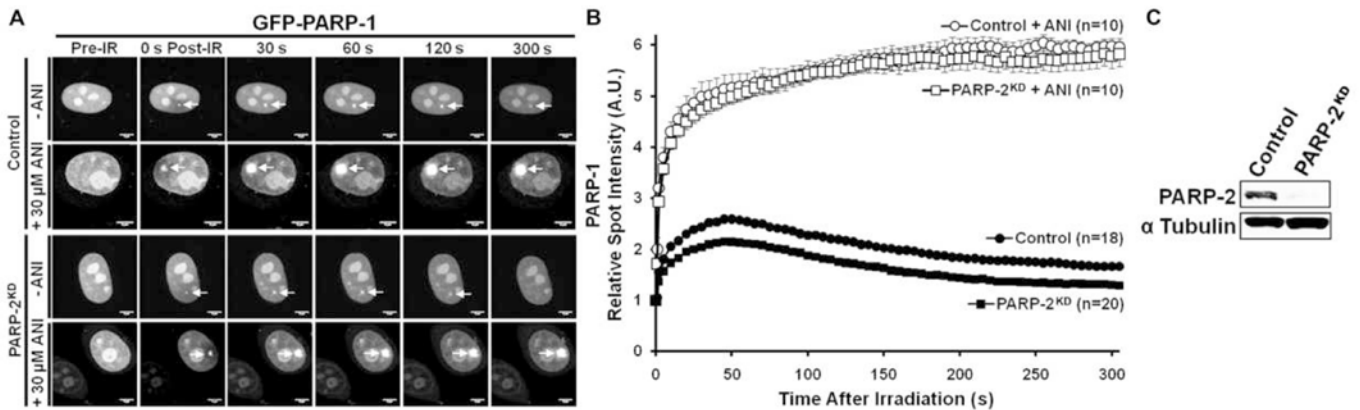 A
GFP-PARP-1
Pre-IR 0 s Post-IR 30 s 60 s 120 s 300 s
Control
- ANI
+ 30 µM ANI
PARP-2KD
- ANI
+ 30 µM ANI
B
PARP-1
Relative Spot Intensity (A.U.)
6
5
4
3
2
1
0
0 50 100 150 200 250 300
Time After Irradiation (s)
Control + ANI (n=10)
PARP-2KD + ANI (n=10)
Control (n=18)
PARP-2KD (n=20)
C
Control PARP-2KD
PARP-2
α Tubulin